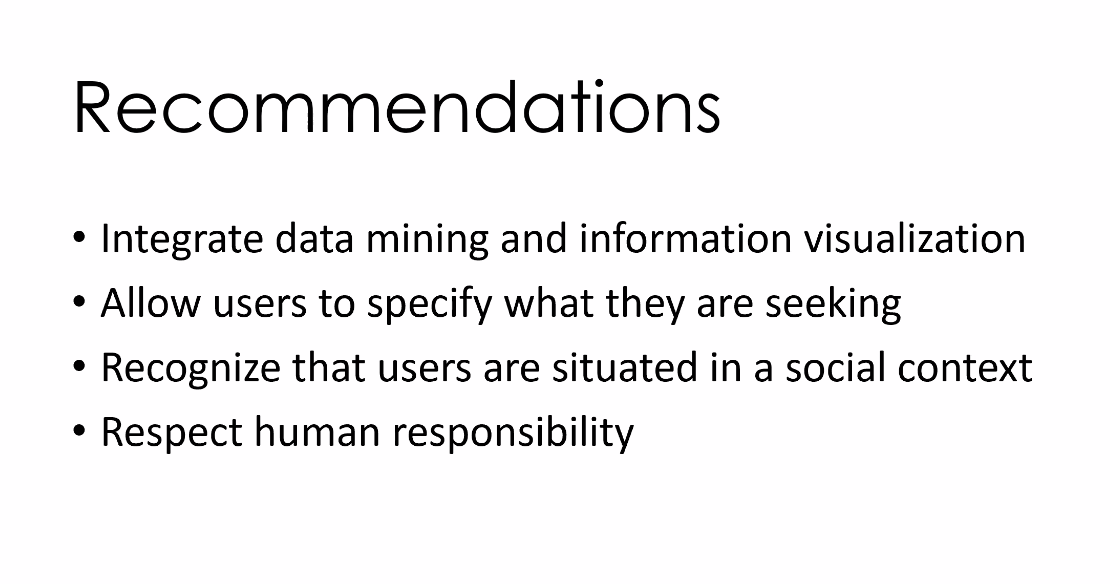 Recommendations
• Integrate data mining and information visualization
• Allow users to specify what they are seeking
• Recognize that users are situated in a social context
• Respect human responsibility